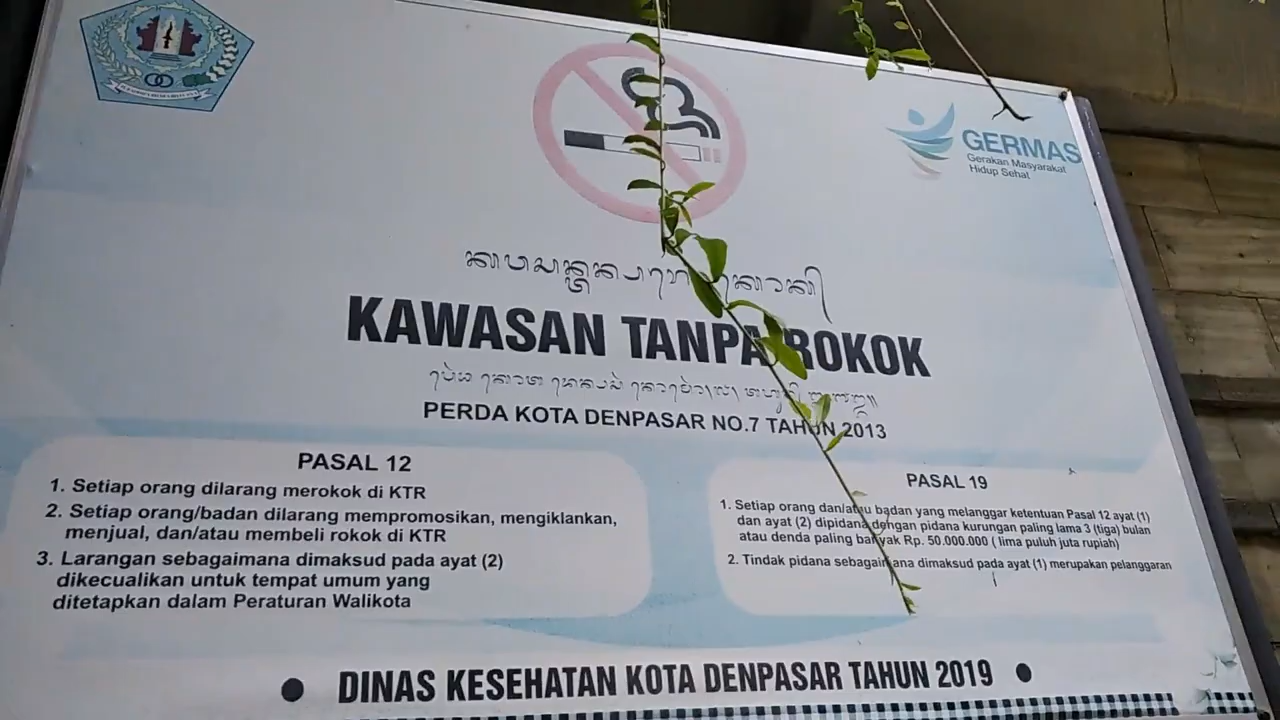 GERMAS
Gerakan Masyarakat
Hidup Sehat
KAWASAN TANPA ROKOK
PERDA KOTA DENPASAR NO.7 TAHUN 2013
PASAL 12
1. Setiap orang dilarang merokok di KTR
2. Setiap orang/badan dilarang mempromosikan, mengiklankan,
menjual, dan/atau membeli rokok di KTR
3. Larangan sebagaimana dimaksud pada ayat (2)
dikecualikan untuk tempat umum yang
ditetapkan dalam Peraturan Walikota
PASAL 19
1. Setiap orang dan/atau badan yang melanggar ketentuan Pasal 12 ayat (1)
dan ayat (2) dipidana dengan pidana kurungan paling lama 3 (tiga) bulan
atau denda paling banyak Rp. 50.000.000 ( lima puluh juta rupiah)
2. Tindak pidana sebagaimana dimaksud pada ayat (1) merupakan pelanggaran
DINAS KESEHATAN KOTA DENPASAR TAHUN 2019